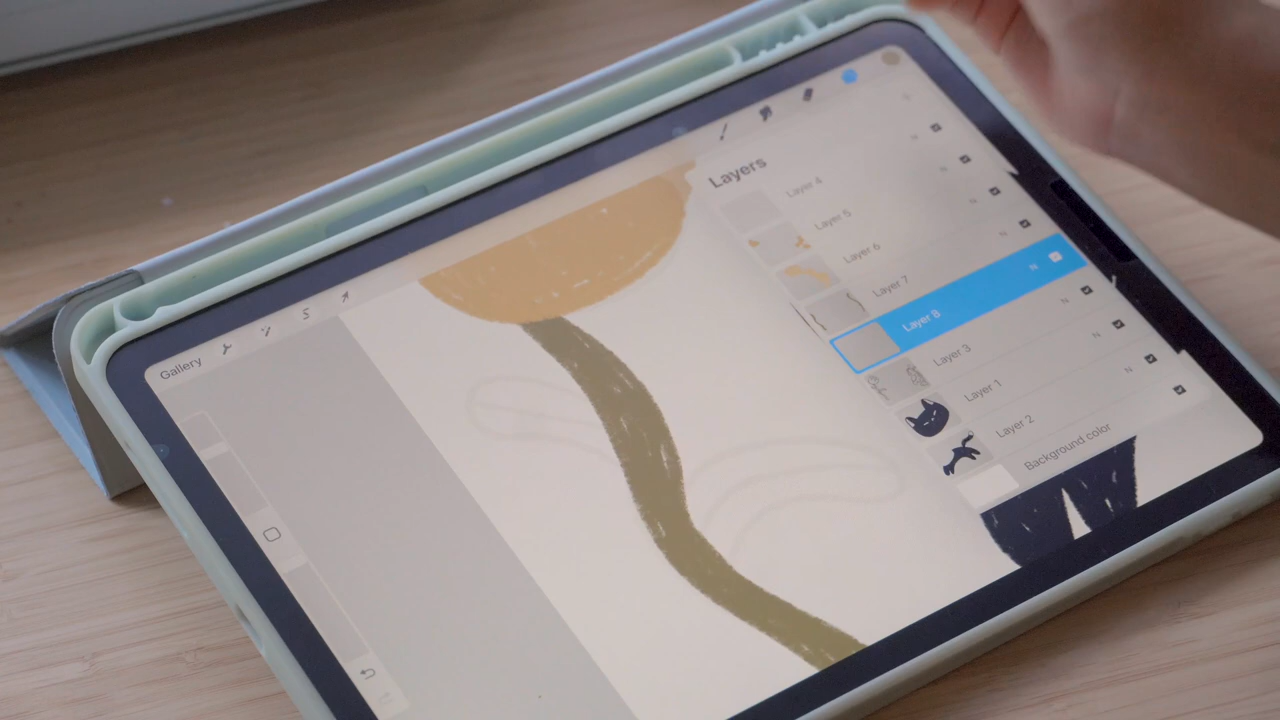 Gallery
Layers
Layer 4
Layer 5
Layer 6
Layer 7
Layer 8
Layer 3
Layer 1
Layer 2
Background color
N
N
N
N
N
N
N
N